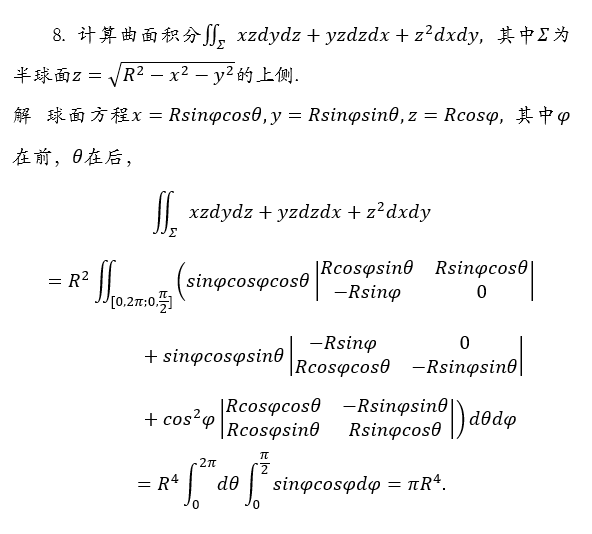 8. 计算曲面积分∬_Σ xzdydz + yzdzdx + z²dxdy, 其中Σ为
半球面z = √(R² − x² − y²)的上侧.
解 球面方程x = Rsinφcosθ, y = Rsinφsinθ, z = Rcosφ, 其中φ
在前，θ在后，
∬_Σ xzdydz + yzdzdx + z²dxdy
= R² ∬_[0,2π;0,π/2] (sinφcosφcosθ |Rcosφsinθ Rsinφcosθ; −Rsinφ 0|
+ sinφcosφsinθ |−Rsinφ 0; Rcosφcosθ −Rsinφsinθ|
+ cos²φ |Rcosφcosθ −Rsinφsinθ; Rcosφsinθ Rsinφcosθ|) dθdφ
= R⁴ ∫₀^2π dθ ∫₀^π/2 sinφcosφdφ = πR⁴.